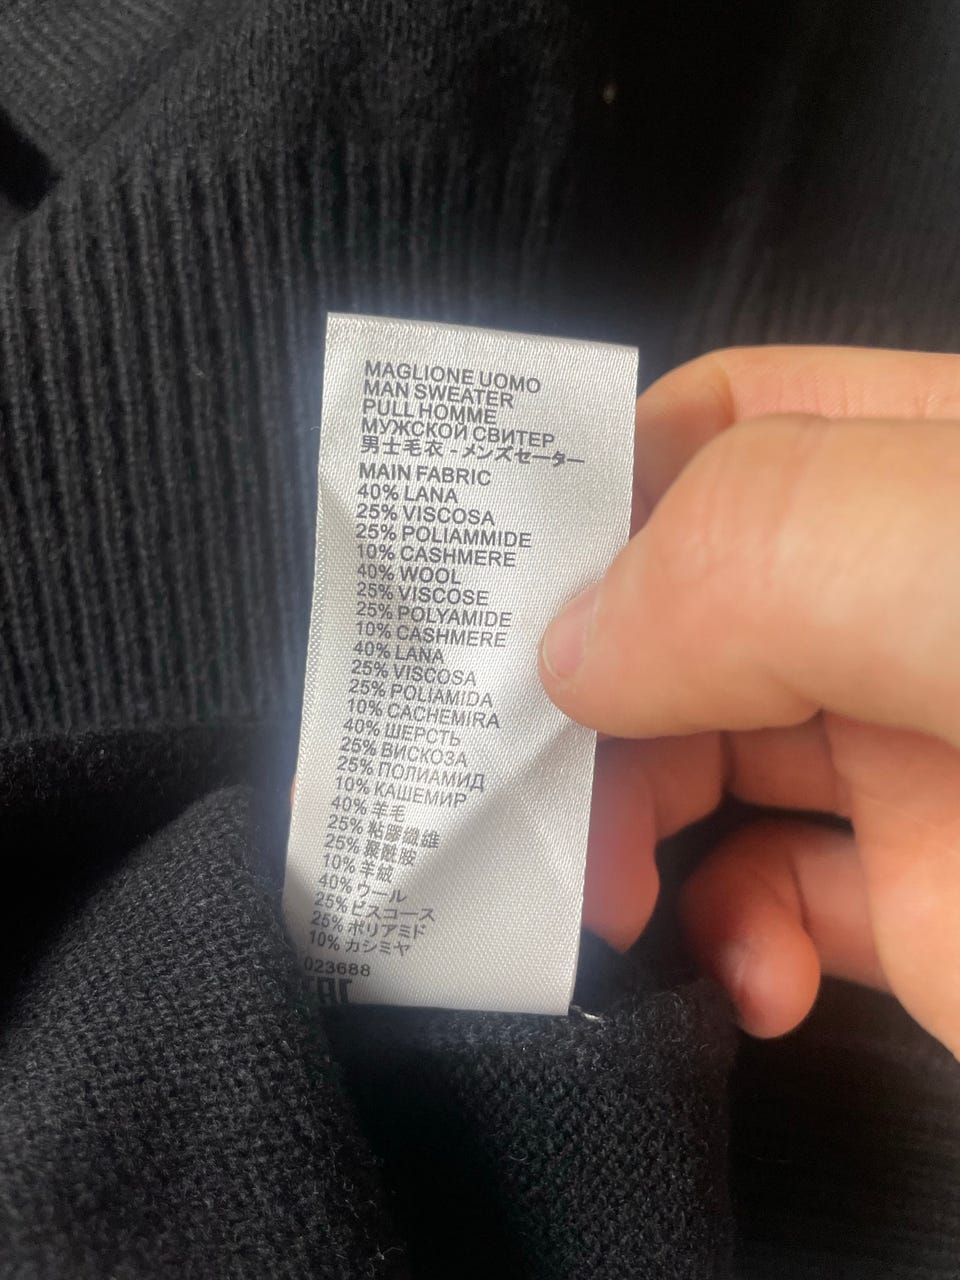 MAGLIONE UOMO
MAN SWEATER
PULL HOMME
МУЖСКОЙ СВИТЕР
男士毛衣 - メンズセーター
MAIN FABRIC
40% LANA
25% VISCOSA
25% POLIAMMIDE
10% CASHMERE
40% WOOL
25% VISCOSE
25% POLYAMIDE
10% CASHMERE
40% LANA
25% VISCOSA
25% POLIAMIDA
10% CACHEMIRA
40% ШЕРСТЬ
25% ВИСКОЗА
25% ПОЛИАМИД
10% КАШЕМИР
40% 羊毛
25% 粘膠纖維
25% 聚酰胺
10% 羊絨
40% ウール
25% ビスコース
25% ポリアミド
10% カシミヤ
023688
EAC